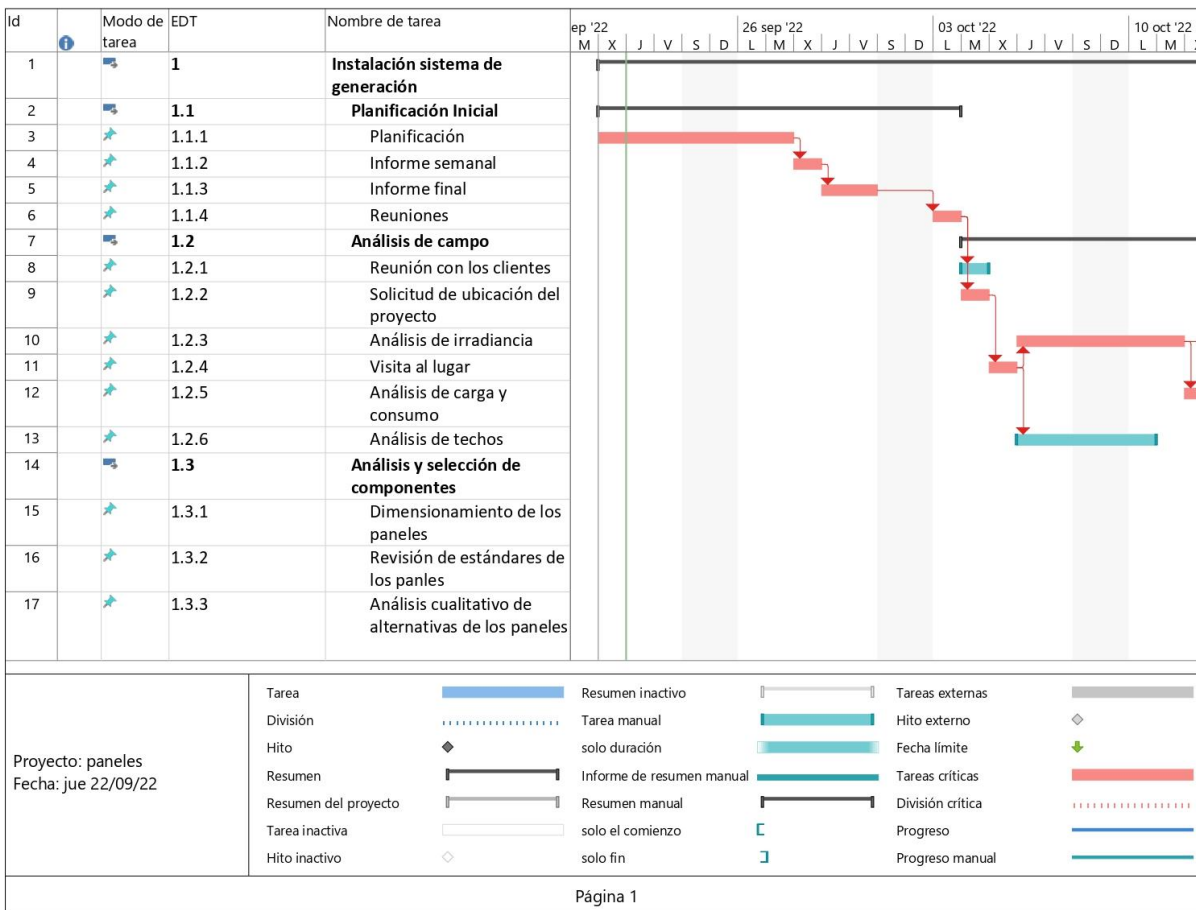 Id
Modo de tarea
EDT
Nombre de tarea
ep '22
26 sep '22
03 oct '22
10 oct '22
M X J V S D L M X J V S D L M X J V S D L M
1 1 Instalación sistema de
generación
2 1.1 Planificación Inicial
3 1.1.1 Planificación
4 1.1.2 Informe semanal
5 1.1.3 Informe final
6 1.1.4 Reuniones
7 1.2 Análisis de campo
8 1.2.1 Reunión con los clientes
9 1.2.2 Solicitud de ubicación del
proyecto
10 1.2.3 Análisis de irradiancia
11 1.2.4 Visita al lugar
12 1.2.5 Análisis de carga y
consumo
13 1.2.6 Análisis de techos
14 1.3 Análisis y selección de
componentes
15 1.3.1 Dimensionamiento de los
paneles
16 1.3.2 Revisión de estándares de
los panles
17 1.3.3 Análisis cualitativo de
alternativas de los paneles
Proyecto: paneles
Fecha: jue 22/09/22
Tarea
División
Hito
Resumen
Resumen del proyecto
Tarea inactiva
Hito inactivo
Resumen inactivo
Tarea manual
solo duración
Informe de resumen manual
Resumen manual
solo el comienzo
solo fin
Tareas externas
Hito externo
Fecha límite
Tareas críticas
División crítica
Progreso
Progreso manual
Página 1